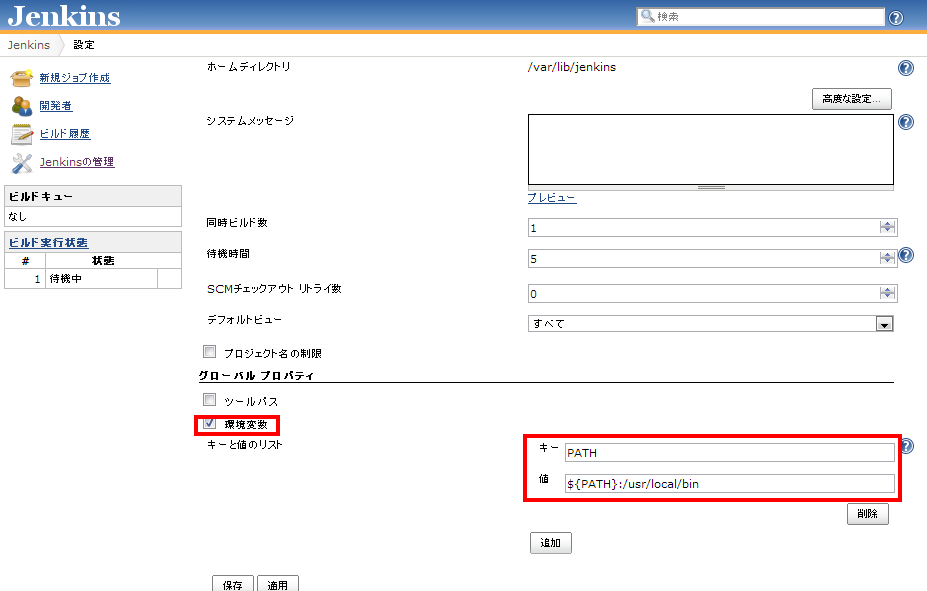 Jenkins
検索
Jenkins 設定
新規ジョブ作成
開発者
ビルド履歴
Jenkinsの管理
ビルドキュー
なし
ビルド実行状態
# 状態
1 待機中
ホームディレクトリ /var/lib/jenkins
高度な設定...
システムメッセージ
プレビュー
同時ビルド数 1
待機時間 5
SCMチェックアウト リトライ数 0
デフォルトビュー すべて
プロジェクト名の制限
グローバル プロパティ
ツールパス
環境変数
キーと値のリスト
キー PATH
値 ${PATH}:/usr/local/bin
削除
追加
保存 適用